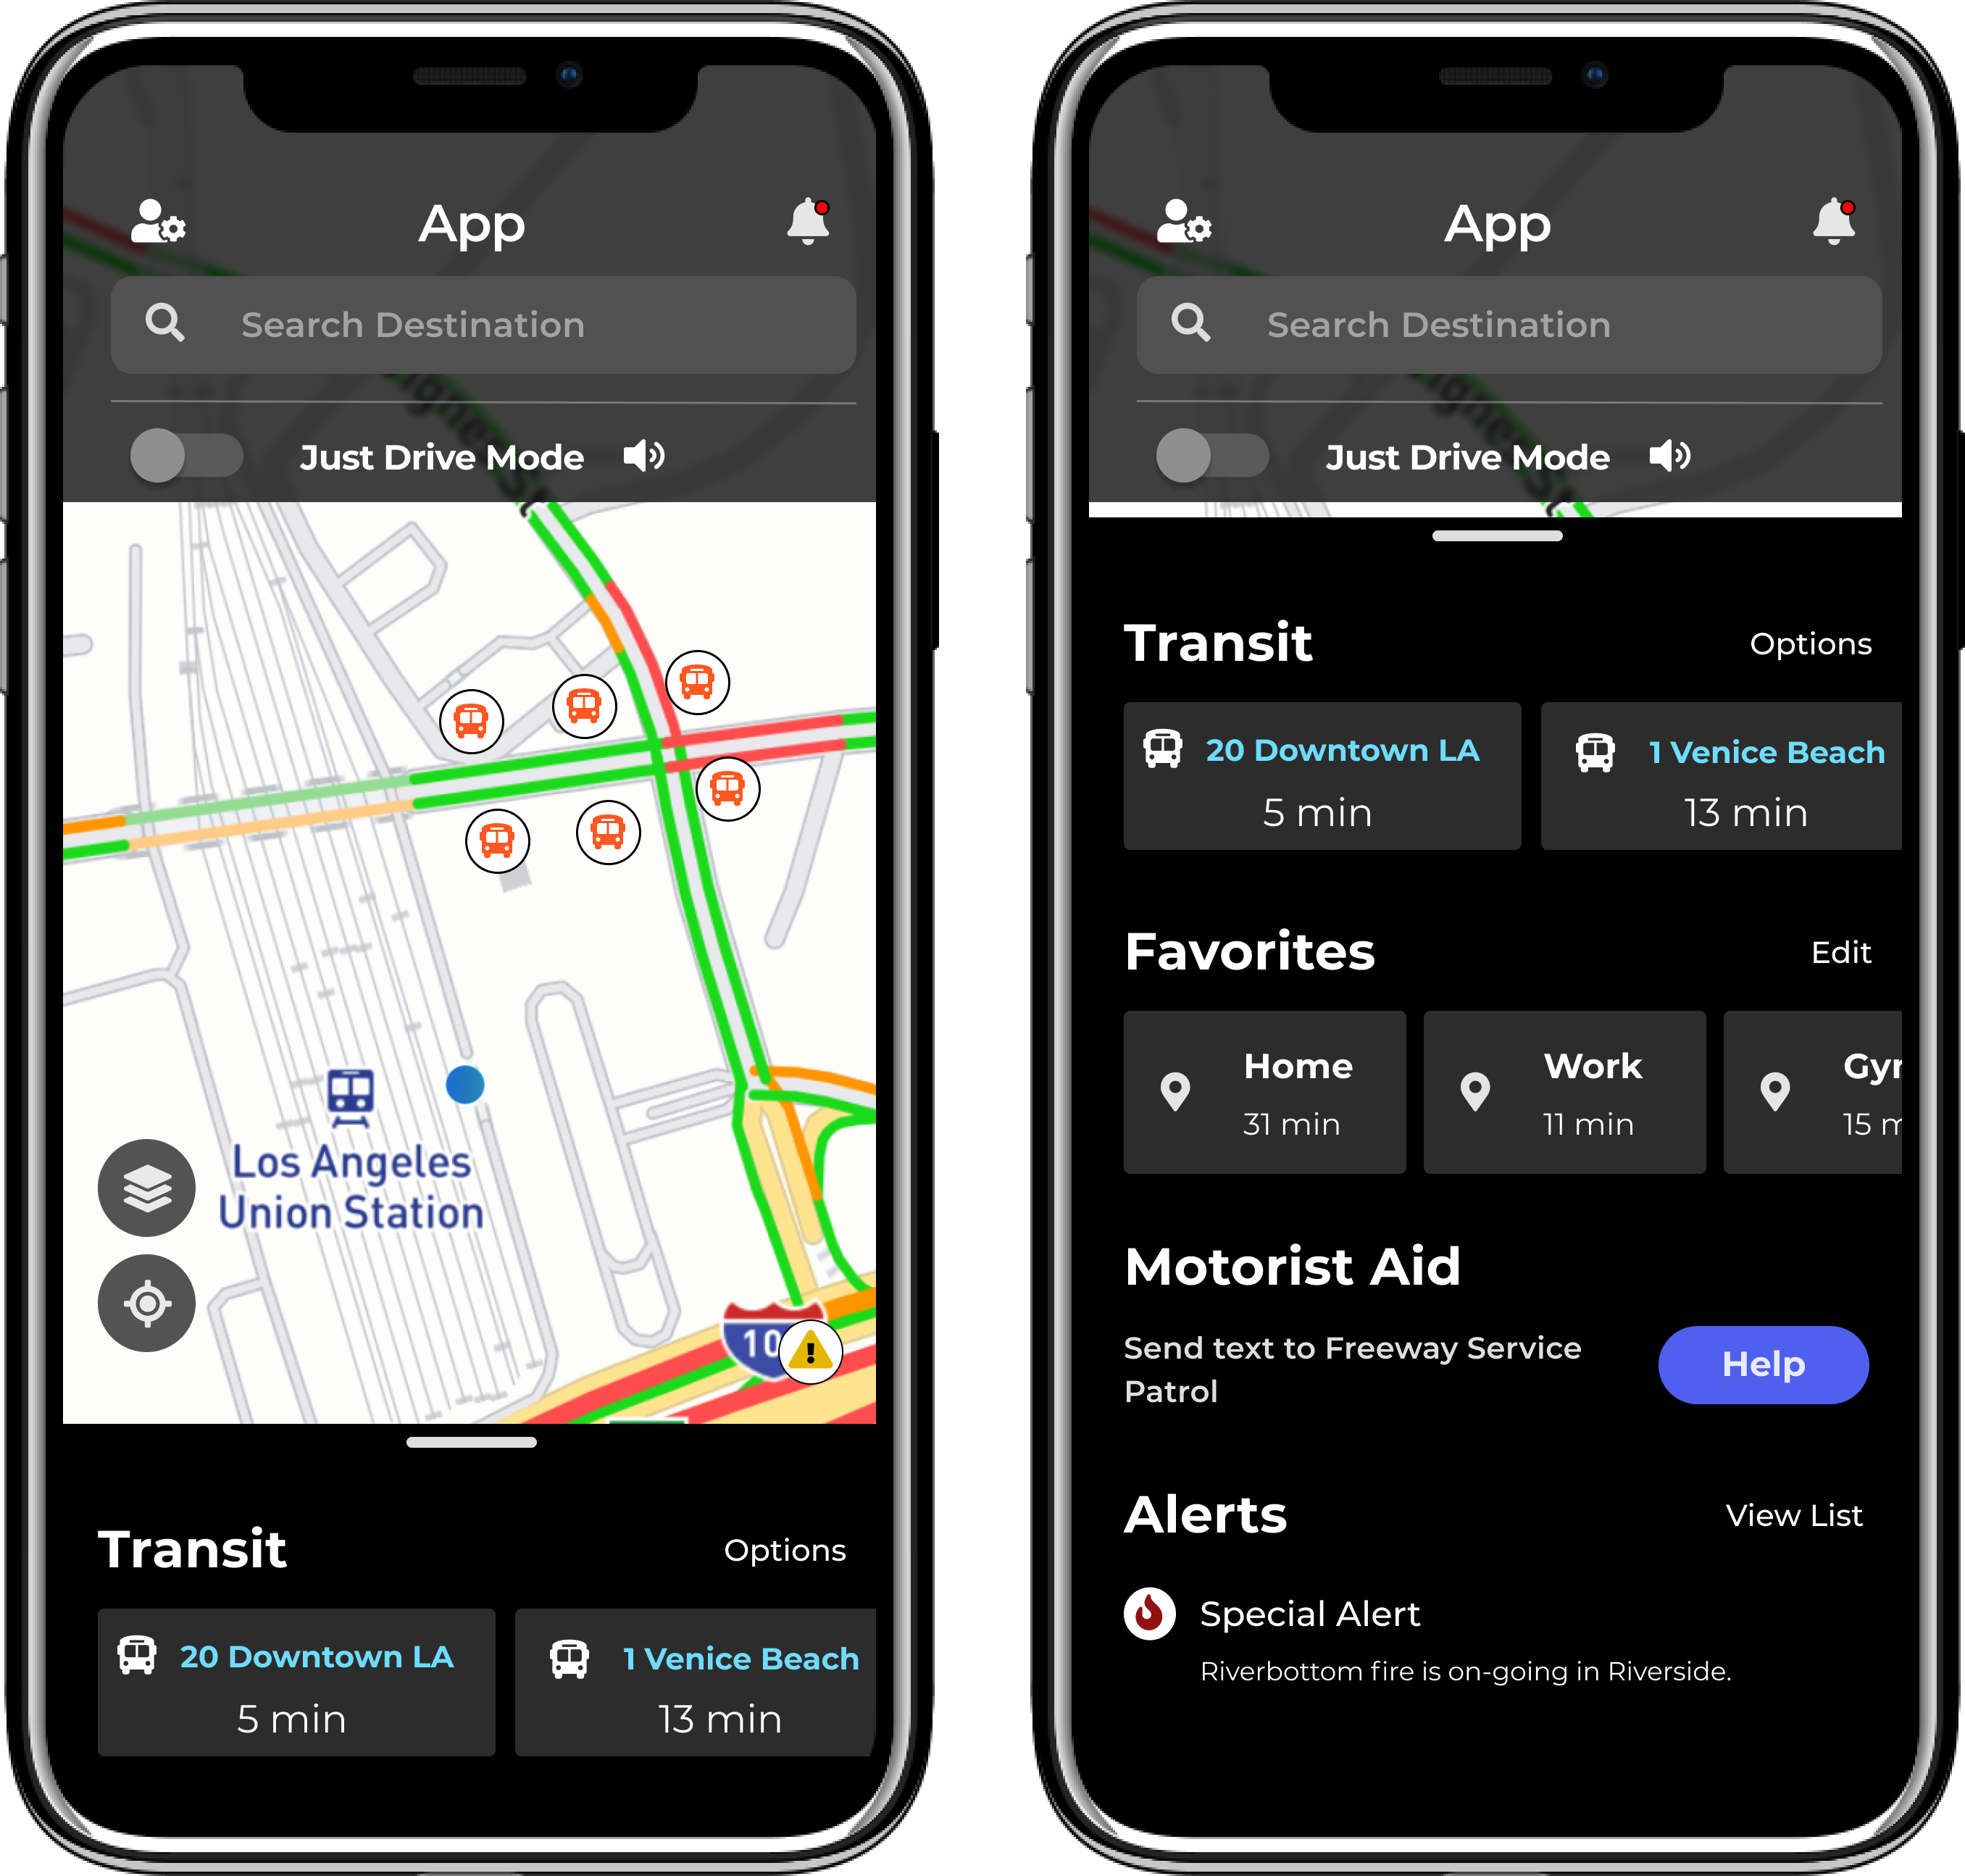 App
Search Destination
Just Drive Mode
Los Angeles
Union Station
10
Transit
Options
20 Downtown LA
5 min
1 Venice Beach
13 min
App
Search Destination
Just Drive Mode
Transit
Options
20 Downtown LA
5 min
1 Venice Beach
13 min
Favorites
Edit
Home
31 min
Work
11 min
15
Motorist Aid
Send text to Freeway Service
Patrol
Help
Alerts
View List
Special Alert
Riverbottom fire is on-going in Riverside.